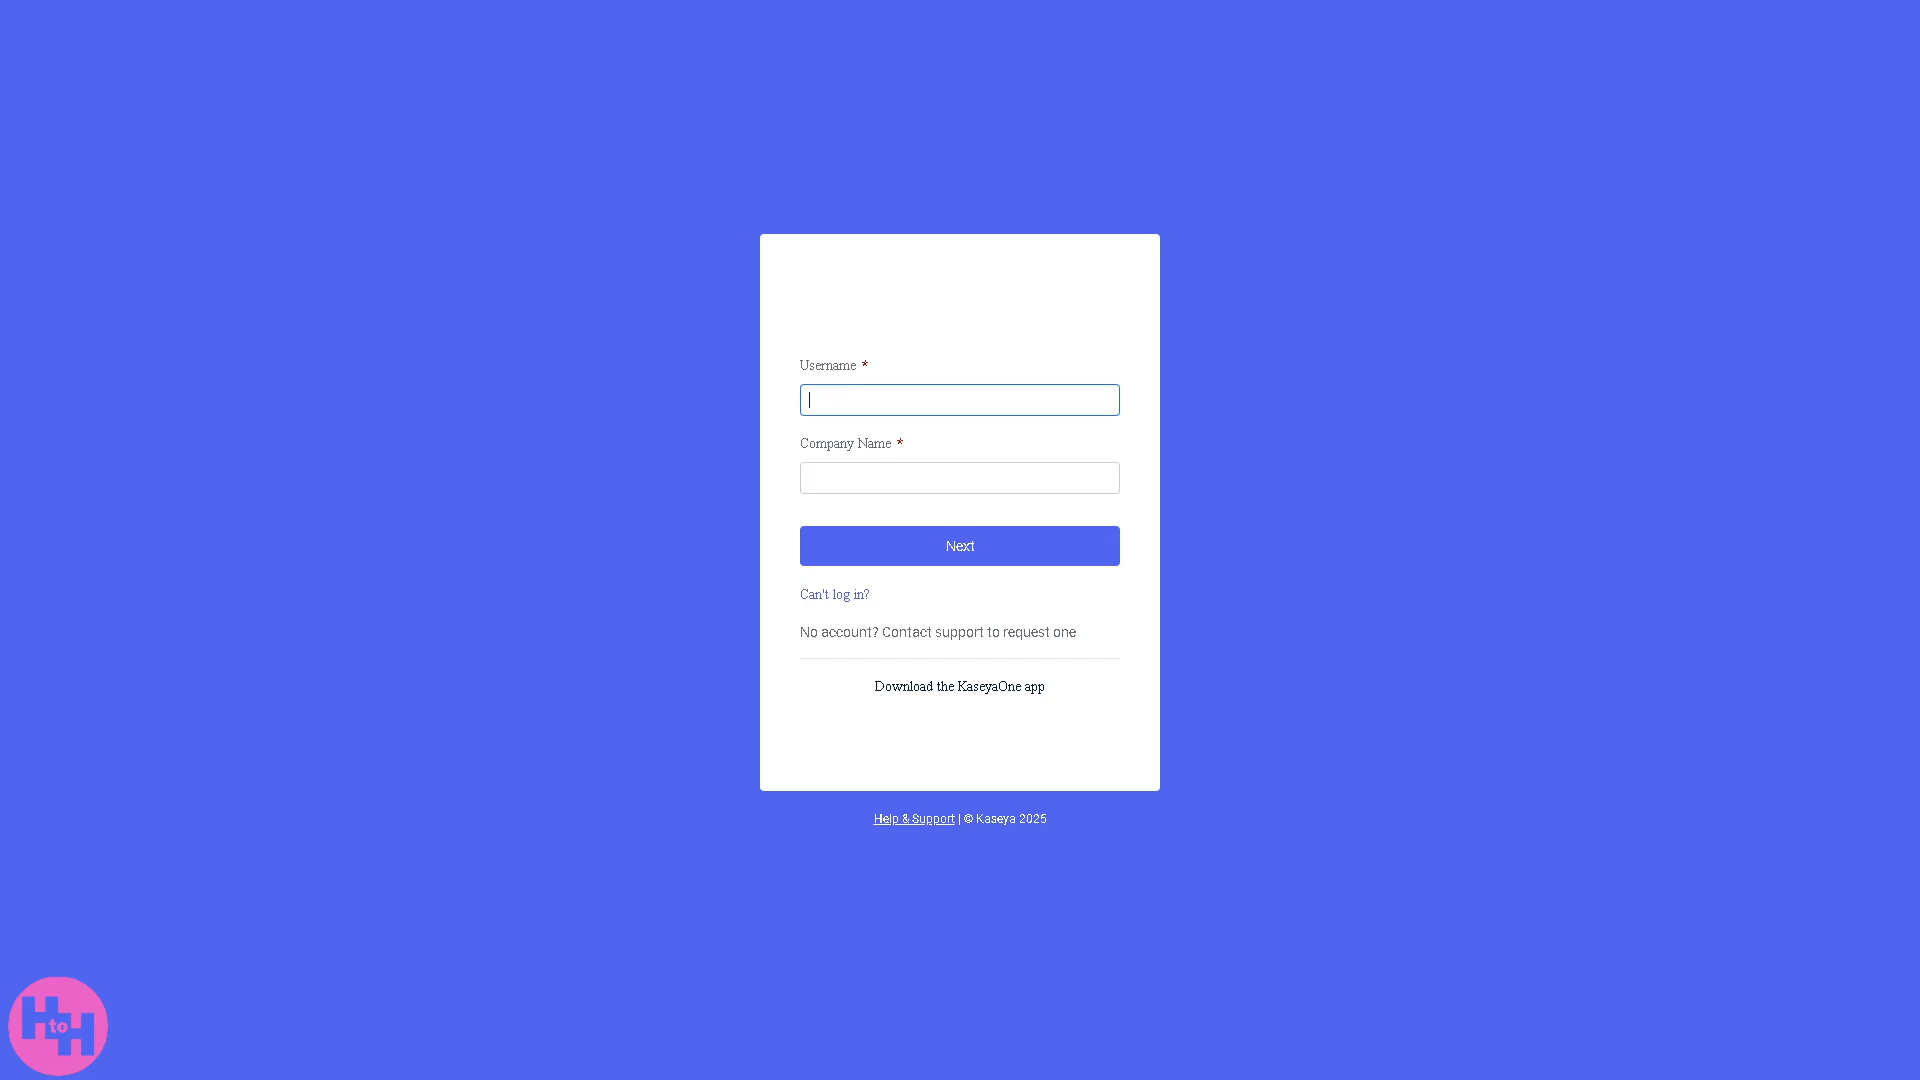 Username *
Company Name *
Next
Can't log in?
No account? Contact support to request one
Download the KaseyaOne app
Help & Support | © Kaseya 2025
H to H